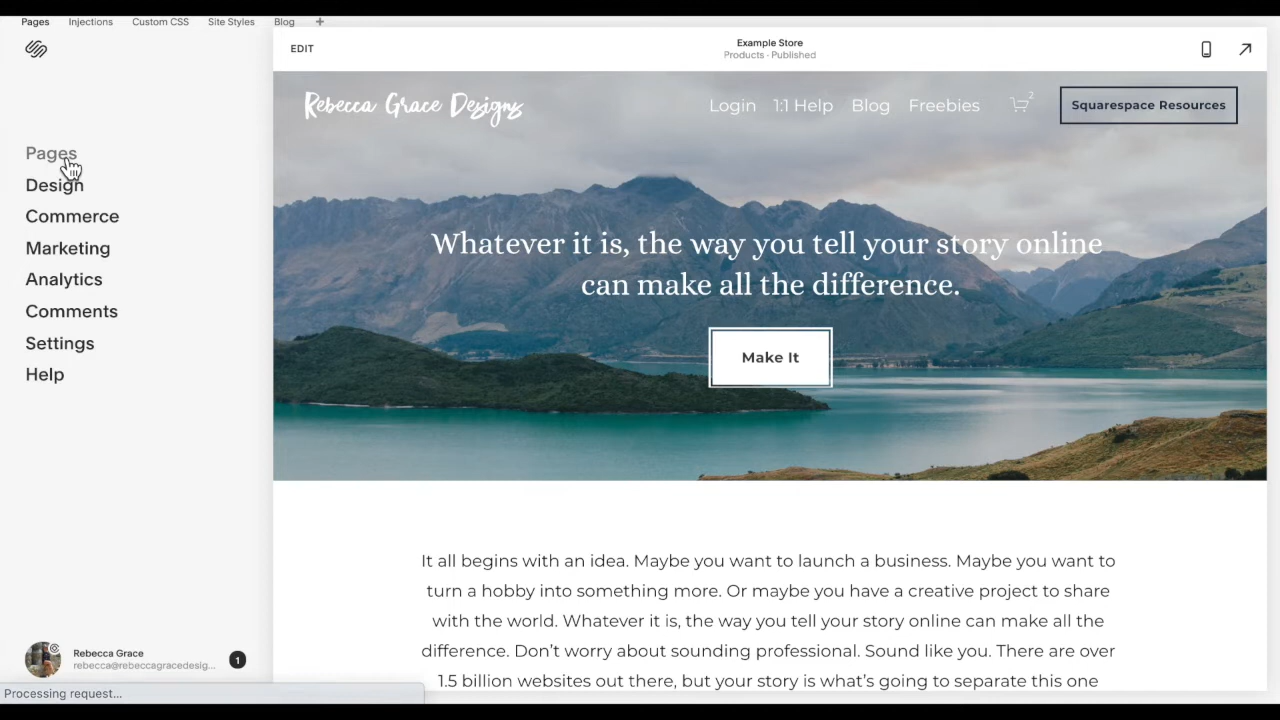 Pages Injections Custom CSS Site Styles Blog +
EDIT
Example Store
Products · Published
Rebecca Grace Designs
Login 1:1 Help Blog Freebies 2 Squarespace Resources
Pages
Design
Commerce
Marketing
Analytics
Comments
Settings
Help
Whatever it is, the way you tell your story online
can make all the difference.
Make It
It all begins with an idea. Maybe you want to launch a business. Maybe you want to
turn a hobby into something more. Or maybe you have a creative project to share
with the world. Whatever it is, the way you tell your story online can make all the
difference. Don't worry about sounding professional. Sound like you. There are over
1.5 billion websites out there, but your story is what's going to separate this one
Rebecca Grace
rebecca@rebeccagracedesig...
1
Processing request...